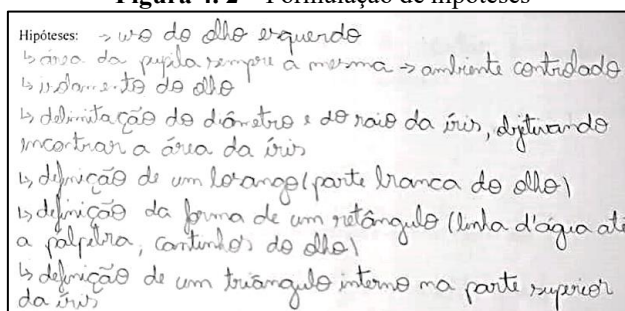 Figura 4. 2 – Formulação de hipóteses
Hipóteses: → uso do olho esquerdo
↳ área da pupila sempre a mesma → ambiente controlado
↳ isolamento do olho
↳ delimitação do diâmetro e do raio da íris, objetivando
encontrar a área da íris
↳ definição de um losango (parte branca do olho)
↳ definição da forma de um retângulo (linha d'água até
a palpebra, cantinhos do olho)
↳ definição de um triângulo interno na parte superior
da íris